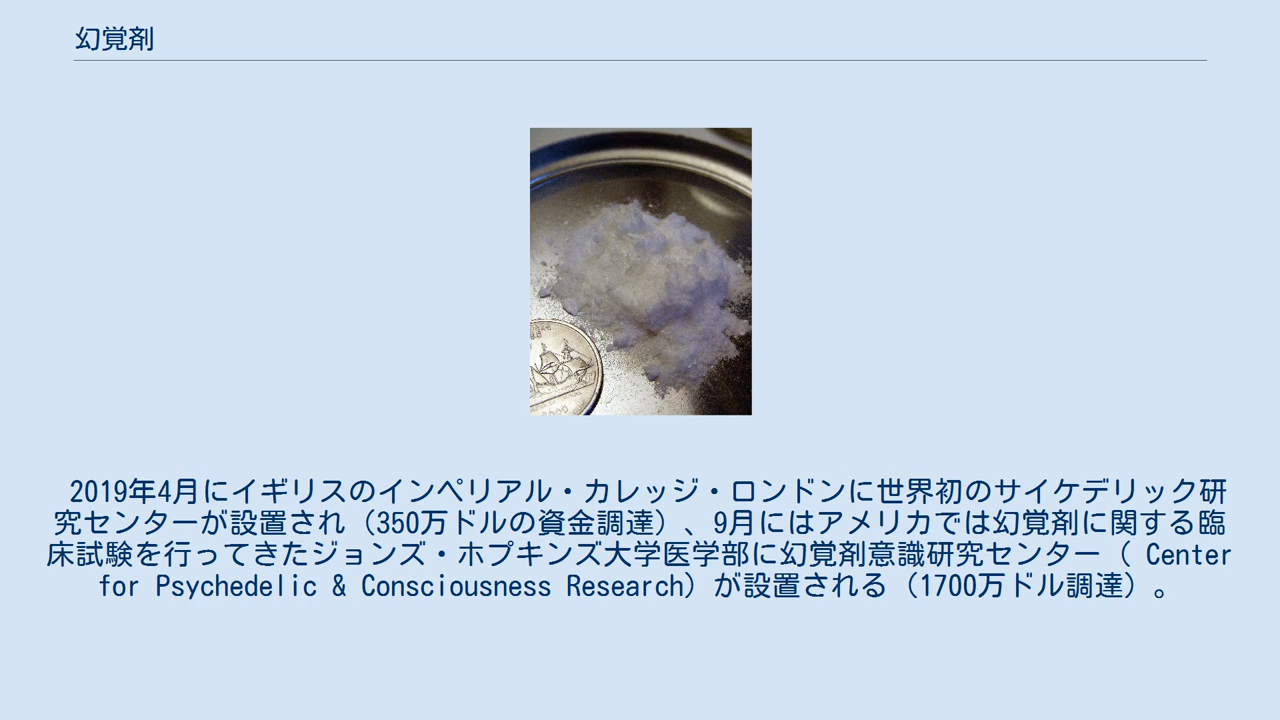 幻覚剤
2019年4月にイギリスのインペリアル・カレッジ・ロンドンに世界初のサイケデリック研
究センターが設置され（350万ドルの資金調達）、9月にはアメリカでは幻覚剤に関する臨
床試験を行ってきたジョンズ・ホプキンズ大学医学部に幻覚剤意識研究センター（ Center
for Psychedelic & Consciousness Research）が設置される（1700万ドル調達）。